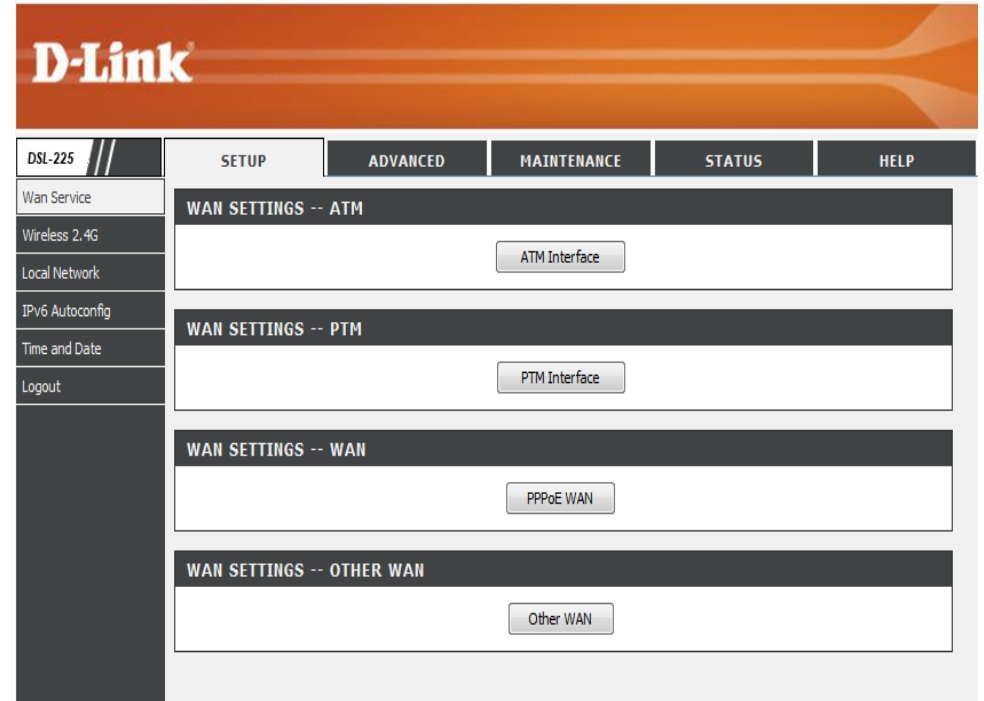 D-Link
DSL-225
SETUP
ADVANCED
MAINTENANCE
STATUS
HELP
Wan Service
Wireless 2.4G
Local Network
IPv6 Autoconfig
Time and Date
Logout
WAN SETTINGS -- ATM
ATM Interface
WAN SETTINGS -- PTM
PTM Interface
WAN SETTINGS -- WAN
PPPoE WAN
WAN SETTINGS -- OTHER WAN
Other WAN